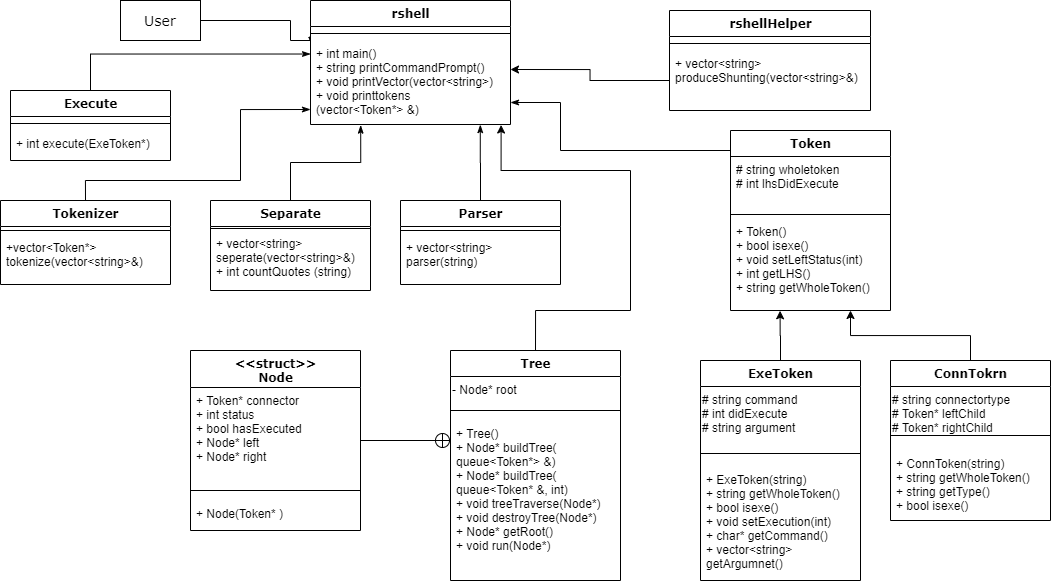 User
rshell
+ int main()
+ string printCommandPrompt()
+ void printVector(vector<string>)
+ void printtokens
(vector<Token*> &)
rshellHelper
+ vector<string>
produceShunting(vector<string>&)
Execute
+ int execute(ExeToken*)
Token
# string wholetoken
# int lhsDidExecute
+ Token()
+ bool isexe()
+ void setLeftStatus(int)
+ int getLHS()
+ string getWholeToken()
Tokenizer
+vector<Token*>
tokenize(vector<string>&)
Separate
+ vector<string>
seperate(vector<string>&)
+ int countQuotes (string)
Parser
+ vector<string>
parser(string)
<<struct>>
Node
+ Token* connector
+ int status
+ bool hasExecuted
+ Node* left
+ Node* right
+ Node(Token* )
Tree
- Node* root
+ Tree()
+ Node* buildTree(
queue<Token*> &)
+ Node* buildTree(
queue<Token* &, int)
+ void treeTraverse(Node*)
+ void destroyTree(Node*)
+ Node* getRoot()
+ void run(Node*)
ExeToken
# string command
# int didExecute
# string argument
+ ExeToken(string)
+ string getWholeToken()
+ bool isexe()
+ void setExecution(int)
+ char* getCommand()
+ vector<string>
getArgumnet()
ConnTokrn
# string connectortype
# Token* leftChild
# Token* rightChild
+ ConnToken(string)
+ string getWholeToken()
+ string getType()
+ bool isexe()